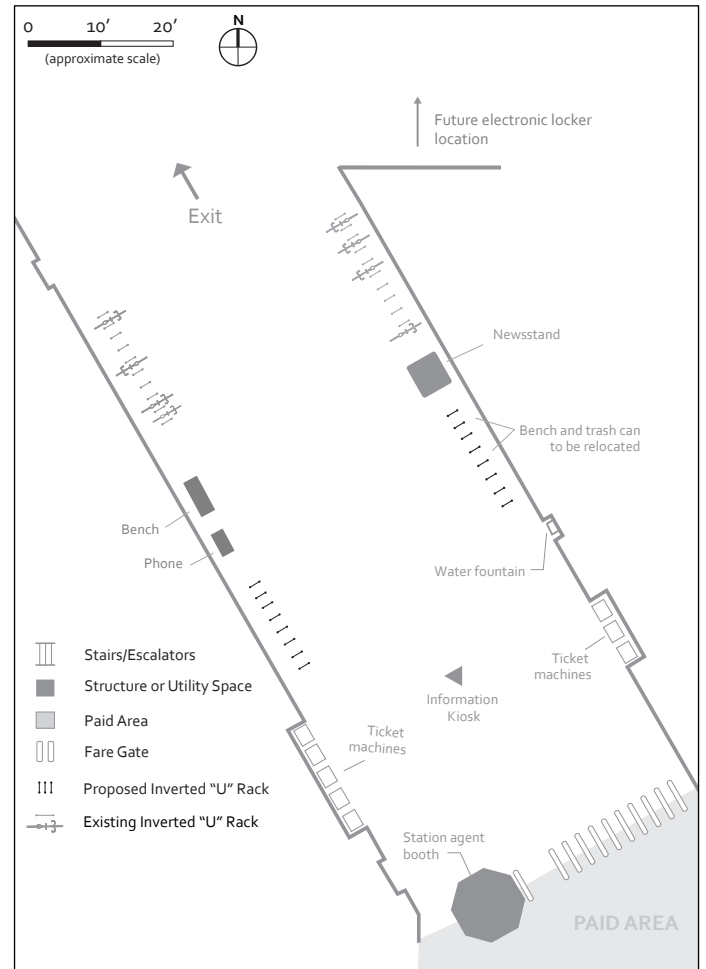 0 10′ 20′
(approximate scale)
N
Future electronic locker
location
Exit
Newsstand
Bench and trash can
to be relocated
Bench
Phone
Water fountain
Stairs/Escalators
Structure or Utility Space
Paid Area
Fare Gate
Proposed Inverted “U” Rack
Existing Inverted “U” Rack
Ticket
machines
Information
Kiosk
Ticket
machines
Station agent
booth
PAID AREA